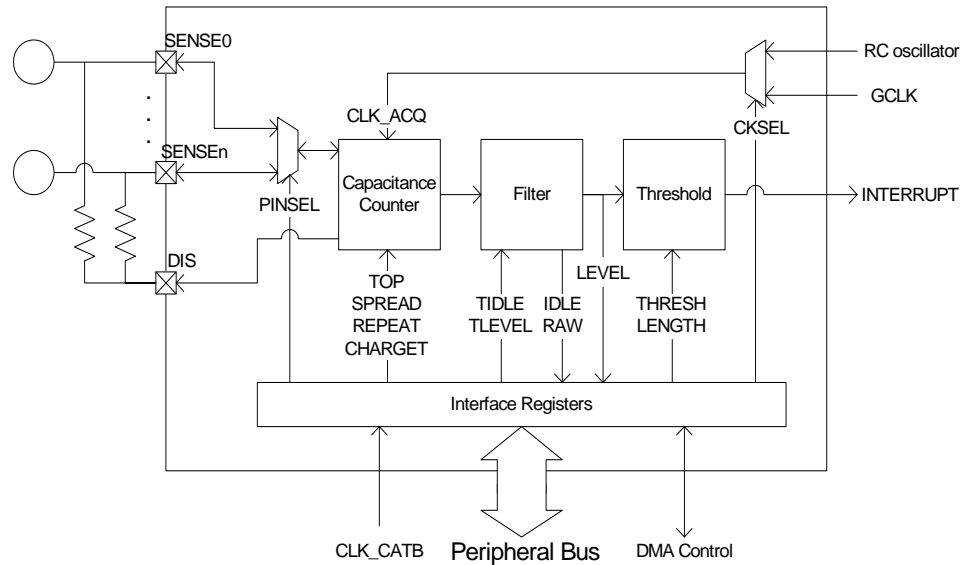 SENSE0
RC oscillator
GCLK
CLK_ACQ
CKSEL
SENSEn
Capacitance
Counter
Filter
Threshold
INTERRUPT
PINSEL
DIS
LEVEL
TOP
SPREAD
REPEAT
CHARGET
TIDLE
TLEVEL
IDLE
RAW
THRESH
LENGTH
Interface Registers
CLK_CATB
Peripheral Bus
DMA Control